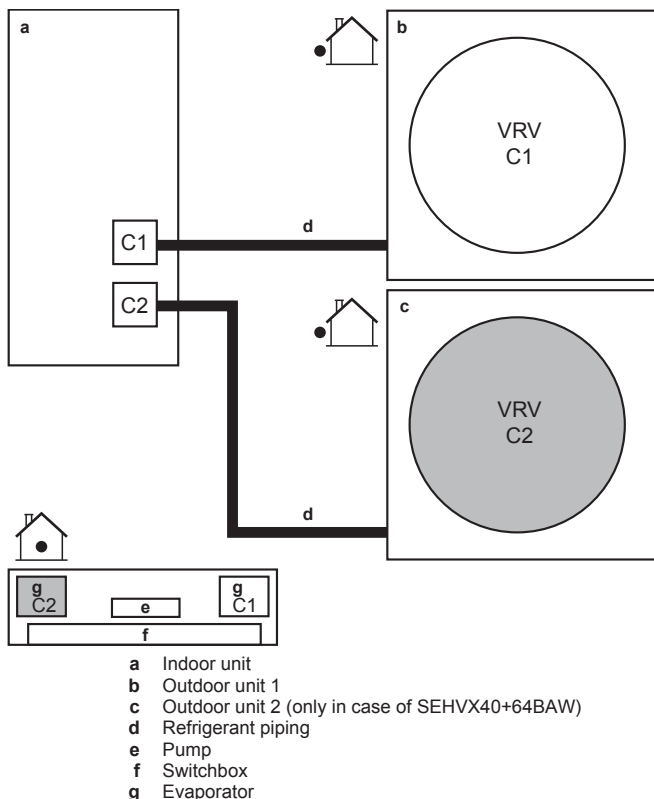 a
b
VRV
C1
C1
d
C2
c
VRV
C2
d
g
C2
e
g
C1
f
a Indoor unit
b Outdoor unit 1
c Outdoor unit 2 (only in case of SEHVX40+64BAW)
d Refrigerant piping
e Pump
f Switchbox
g Evaporator